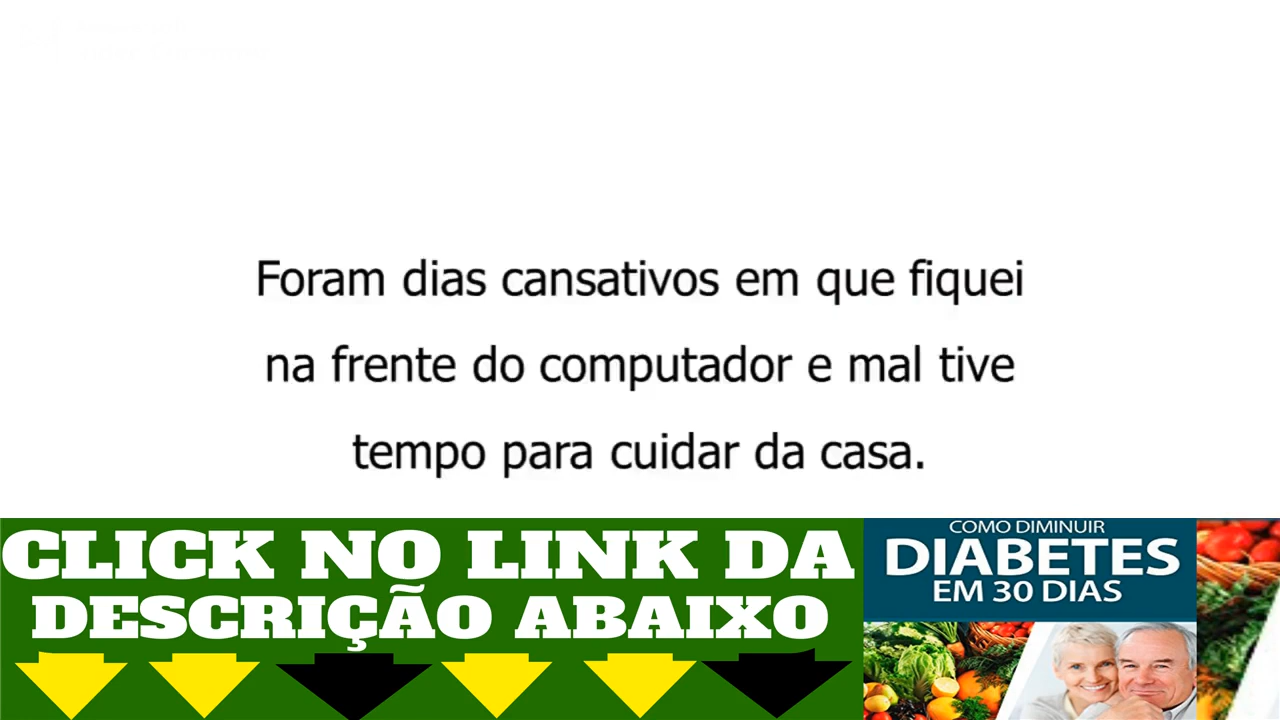 Foram dias cansativos em que fiquei
na frente do computador e mal tive
tempo para cuidar da casa.
CLICK NO LINK DA
DESCRIÇÃO ABAIXO
COMO DIMINUIR
DIABETES
EM 30 DIAS